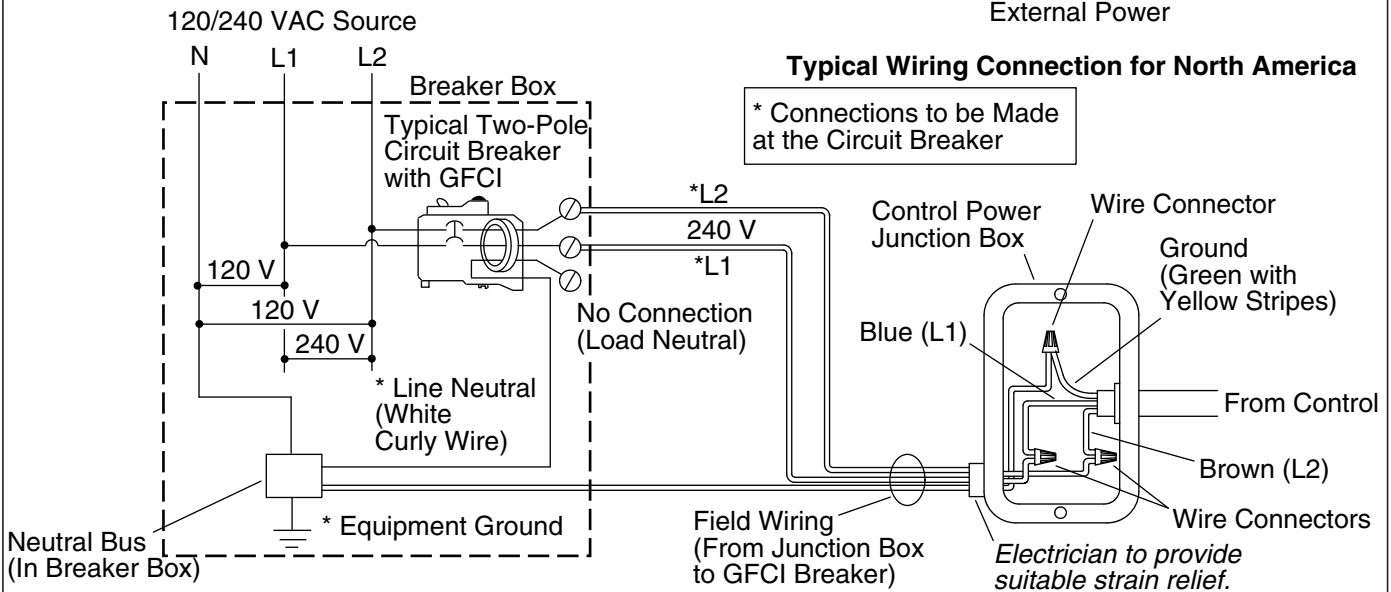 External Power
120/240 VAC Source
N L1 L2
Typical Wiring Connection for North America
Breaker Box
* Connections to be Made
at the Circuit Breaker
Typical Two-Pole
Circuit Breaker
with GFCI
*L2
240 V
*L1
Control Power
Junction Box
Wire Connector
Ground
(Green with
Yellow Stripes)
120 V
120 V
240 V
No Connection
(Load Neutral)
Blue (L1)
* Line Neutral
(White
Curly Wire)
From Control
Brown (L2)
Wire Connectors
* Equipment Ground
Neutral Bus
(In Breaker Box)
Field Wiring
(From Junction Box
to GFCI Breaker)
Electrician to provide
suitable strain relief.